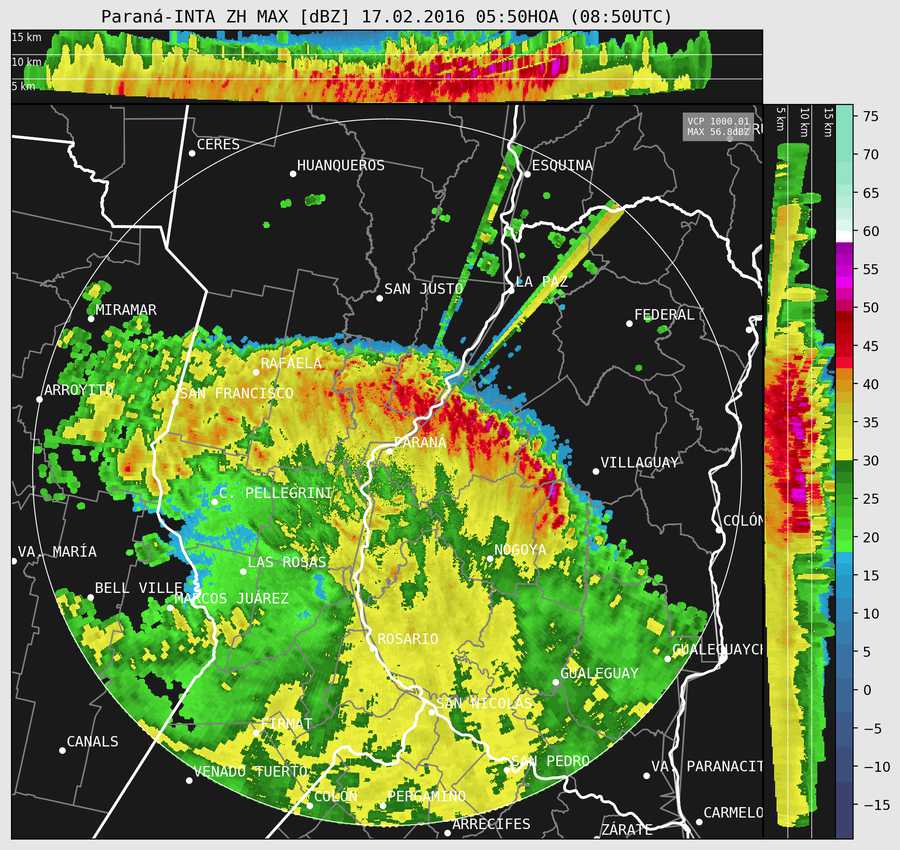 Paraná-INTA ZH MAX [dBZ] 17.02.2016 05:50HOA (08:50UTC)
15 km
10 km
5 km
5 km
10 km
15 km
VCP 1000.01
MAX 56.8dBZ
CERES
HUANQUEROS
ESQUINA
SAN JUSTO
LA PAZ
MIRAMAR
FEDERAL
RAFAELA
ARROYITO
SAN FRANCISCO
PARANÁ
VILLAGUAY
C. PELLEGRINI
COLÓN
VA. MARÍA
NOGOYA
LAS ROSAS
BELL VILLE
MARCOS JUÁREZ
ROSARIO
GUALEGUAYCH
GUALEGUAY
SAN NICOLAS
FIRMAT
CANALS
VENADO TUERTO
SAN PEDRO
VA. PARANACIT
COLÓN
PERGAMINO
CARMELO
ARRECIFES
ZÁRATE
75
70
65
60
55
50
45
40
35
30
25
20
15
10
5
0
−5
−10
−15